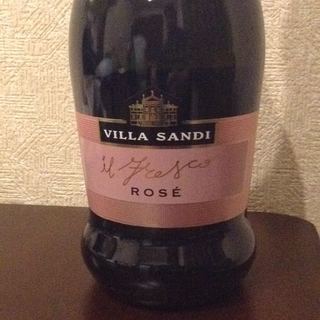 VILLA SANDI
il Fresco
ROSÉ